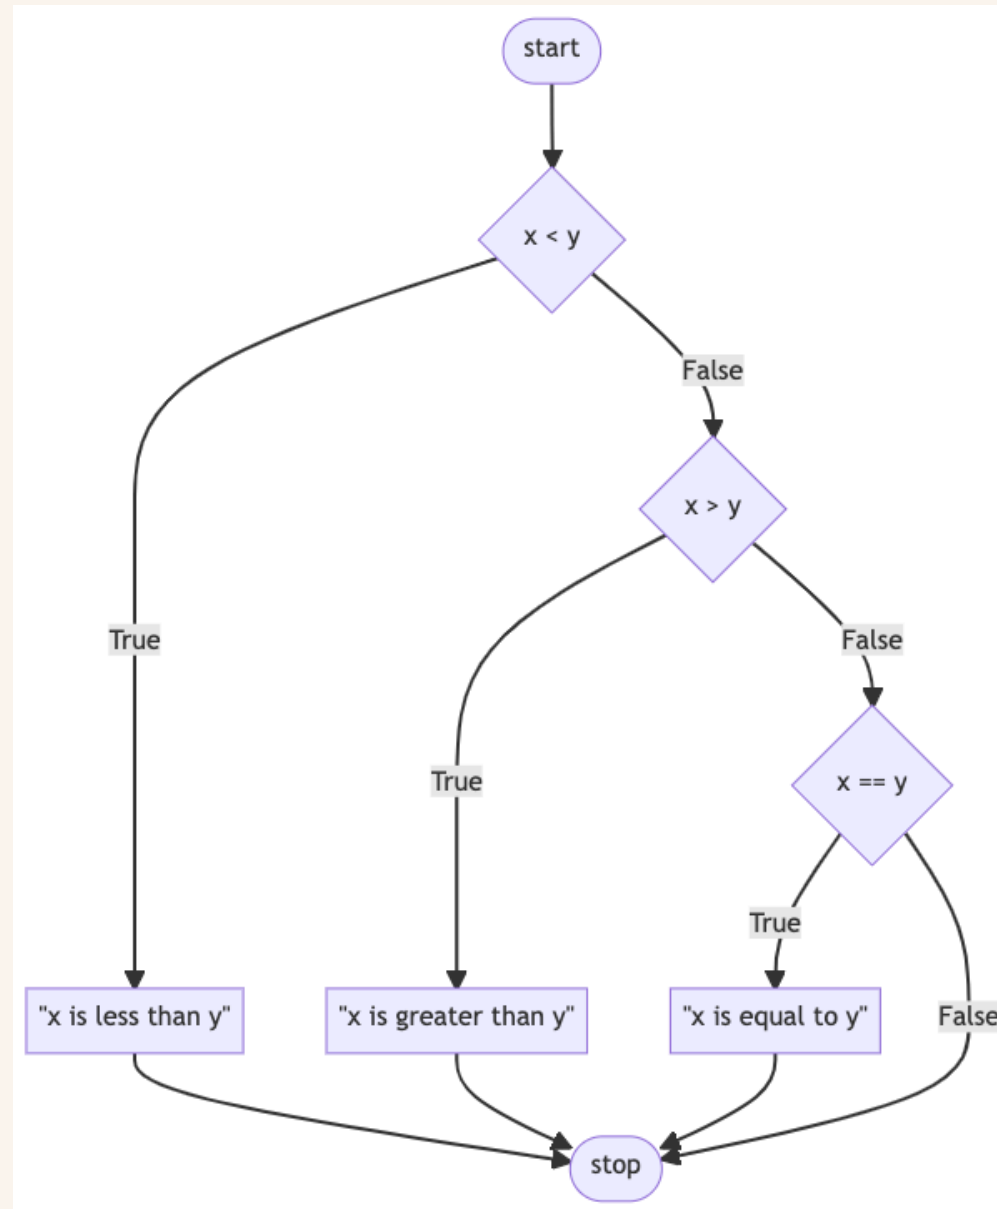 start
x < y
False
x > y
True
False
True
x == y
True
"x is less than y"
"x is greater than y"
"x is equal to y"
False
stop